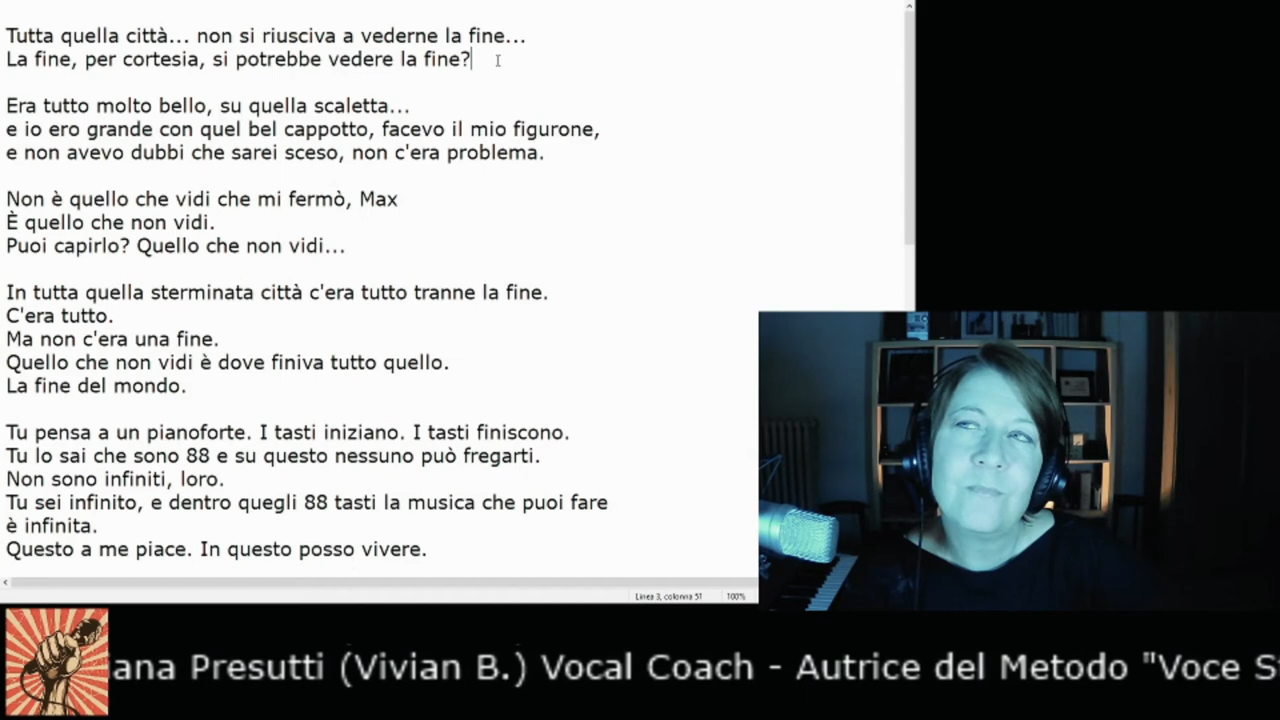 Tutta quella città... non si riusciva a vederne la fine...
La fine, per cortesia, si potrebbe vedere la fine?
Era tutto molto bello, su quella scaletta...
e io ero grande con quel bel cappotto, facevo il mio figurone,
e non avevo dubbi che sarei sceso, non c'era problema.
Non è quello che vidi che mi fermò, Max
È quello che non vidi.
Puoi capirlo? Quello che non vidi...
In tutta quella sterminata città c'era tutto tranne la fine.
C'era tutto.
Ma non c'era una fine.
Quello che non vidi è dove finiva tutto quello.
La fine del mondo.
Tu pensa a un pianoforte. I tasti iniziano. I tasti finiscono.
Tu lo sai che sono 88 e su questo nessuno può fregarti.
Non sono infiniti, loro.
Tu sei infinito, e dentro quegli 88 tasti la musica che puoi fare
è infinita.
Questo a me piace. In questo posso vivere.
Linea 3, colonna 51 100%
ana Presutti (Vivian B.) Vocal Coach - Autrice del Metodo "Voce S